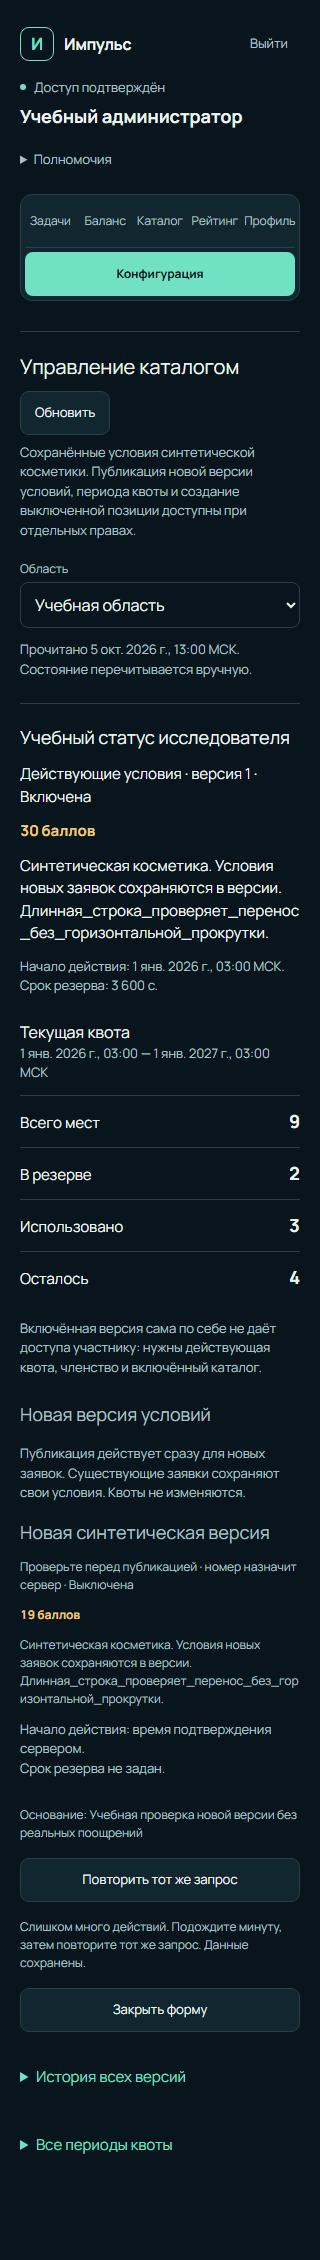 И Импульс
Выйти
Доступ подтверждён
Учебный администратор
Полномочия
Задачи Баланс Каталог Рейтинг Профиль
Конфигурация
Управление каталогом
Обновить
Сохранённые условия синтетической
косметики. Публикация новой версии
условий, периода квоты и создание
выключенной позиции доступны при
отдельных правах.
Область
Учебная область
Прочитано 5 окт. 2026 г., 13:00 МСК.
Состояние перечитывается вручную.
Учебный статус исследователя
Действующие условия · версия 1 ·
Включена
30 баллов
Синтетическая косметика. Условия
новых заявок сохраняются в версии.
Длинная_строка_проверяет_перенос
_без_горизонтальной_прокрутки.
Начало действия: 1 янв. 2026 г., 03:00 МСК.
Срок резерва: 3 600 с.
Текущая квота
1 янв. 2026 г., 03:00 — 1 янв. 2027 г., 03:00
МСК
Всего мест 9
В резерве 2
Использовано 3
Осталось 4
Включённая версия сама по себе не даёт
доступа участнику: нужны действующая
квота, членство и включённый каталог.
Новая версия условий
Публикация действует сразу для новых
заявок. Существующие заявки сохраняют
свои условия. Квоты не изменяются.
Новая синтетическая версия
Проверьте перед публикацией · номер назначит
сервер · Выключена
19 баллов
Синтетическая косметика. Условия новых
заявок сохраняются в версии.
Длинная_строка_проверяет_перенос_без_гор
изонтальной_прокрутки.
Начало действия: время подтверждения
сервером.
Срок резерва не задан.
Основание: Учебная проверка новой версии без
реальных поощрений
Повторить тот же запрос
Слишком много действий. Подождите минуту,
затем повторите тот же запрос. Данные
сохранены.
Закрыть форму
История всех версий
Все периоды квоты